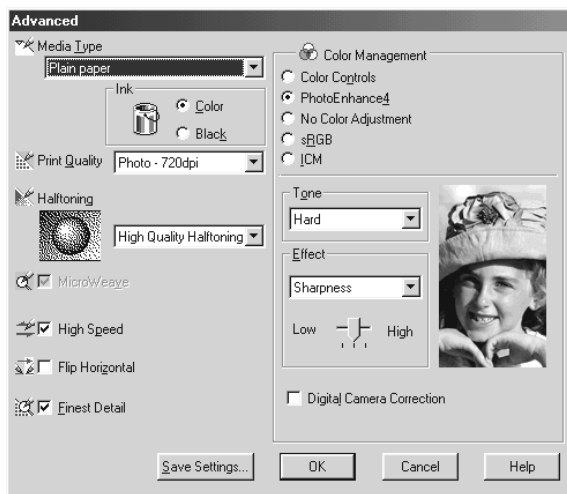 Advanced
Media Type
Plain paper
Ink
Color
Black
Print Quality
Photo - 720dpi
Halftoning
High Quality Halftoning
MicroWeave
High Speed
Flip Horizontal
Finest Detail
Save Settings...
Color Management
Color Controls
PhotoEnhance4
No Color Adjustment
sRGB
ICM
Tone
Hard
Effect
Sharpness
Low High
Digital Camera Correction
OK
Cancel
Help